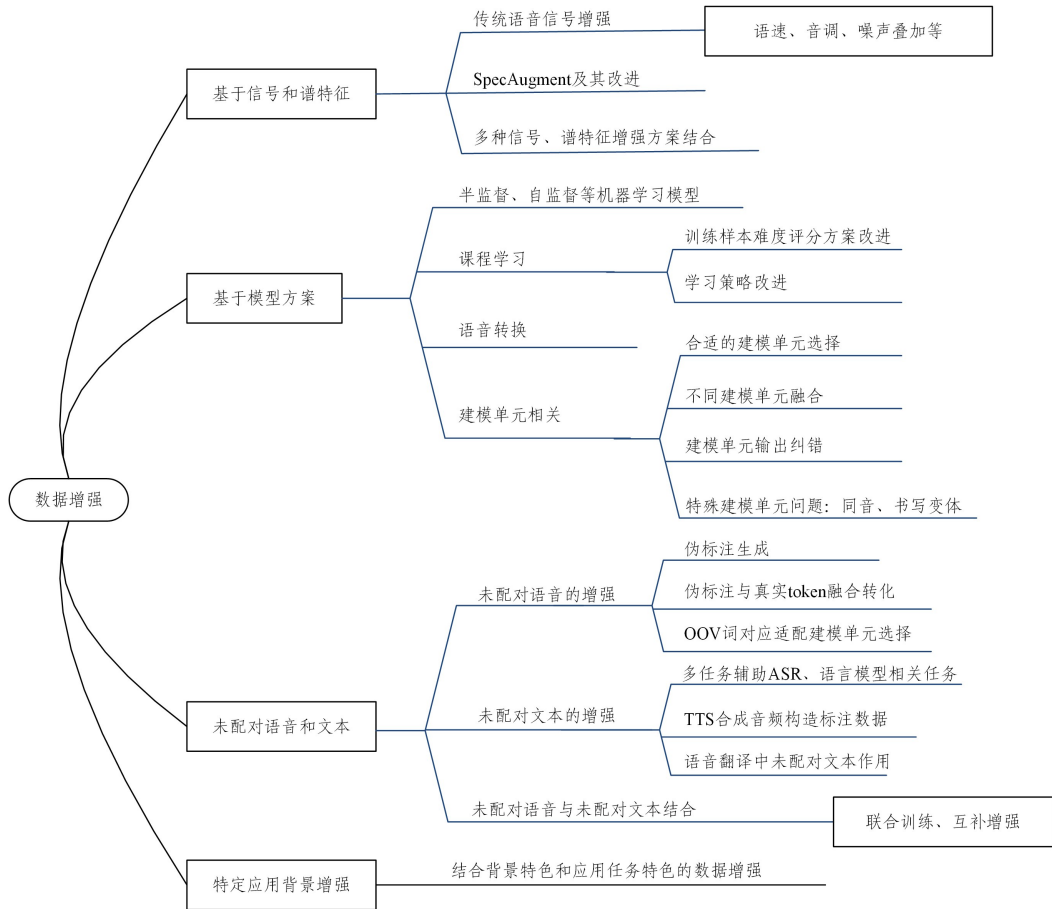 传统语音信号增强
语速、音调、噪声叠加等
基于信号和谱特征
SpecAugment及其改进
多种信号、谱特征增强方案结合
半监督、自监督等机器学习模型
训练样本难度评分方案改进
课程学习
学习策略改进
基于模型方案
语音转换
合适的建模单元选择
不同建模单元融合
建模单元相关
建模单元输出纠错
特殊建模单元问题：同音、书写变体
数据增强
伪标注生成
未配对语音的增强
伪标注与真实token融合转化
OOV词对应适配建模单元选择
多任务辅助ASR、语言模型相关任务
未配对文本的增强
TTS合成音频构造标注数据
未配对语音和文本
语音翻译中未配对文本作用
未配对语音与未配对文本结合
联合训练、互补增强
特定应用背景增强
结合背景特色和应用任务特色的数据增强